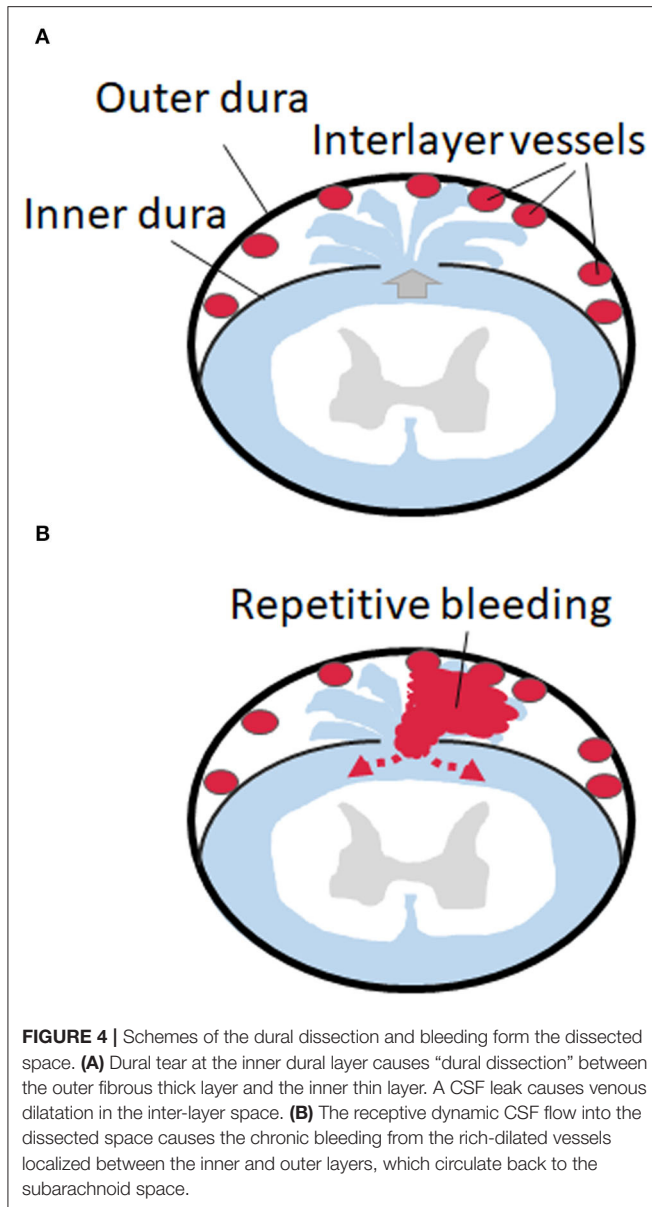 A
Outer dura
Interlayer vessels
Inner dura
B
Repetitive bleeding
FIGURE 4 | Schemes of the dural dissection and bleeding form the dissected
space. (A) Dural tear at the inner dural layer causes “dural dissection” between
the outer fibrous thick layer and the inner thin layer. A CSF leak causes venous
dilatation in the inter-layer space. (B) The receptive dynamic CSF flow into the
dissected space causes the chronic bleeding from the rich-dilated vessels
localized between the inner and outer layers, which circulate back to the
subarachnoid space.